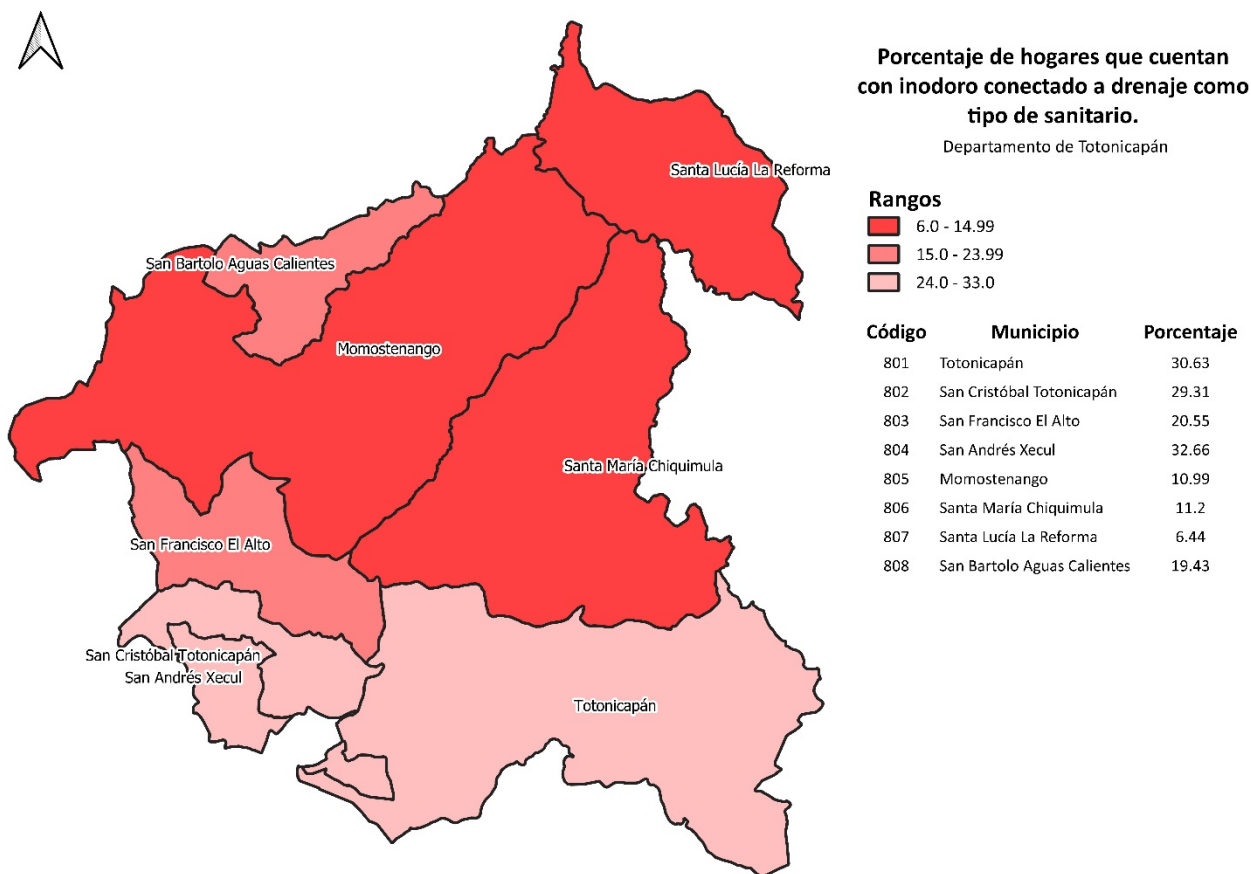 Porcentaje de hogares que cuentan
con inodoro conectado a drenaje como
tipo de sanitario.
Departamento de Totonicapán
Rangos
6.0 - 14.99
15.0 - 23.99
24.0 - 33.0
Código Municipio Porcentaje
801 Totonicapán 30.63
802 San Cristóbal Totonicapán 29.31
803 San Francisco El Alto 20.55
804 San Andrés Xecul 32.66
805 Momostenango 10.99
806 Santa María Chiquimula 11.2
807 Santa Lucía La Reforma 6.44
808 San Bartolo Aguas Calientes 19.43
Santa Lucía La Reforma
San Bartolo Aguas Calientes
Momostenango
Santa María Chiquimula
San Francisco El Alto
San Cristóbal Totonicapán
San Andrés Xecul
Totonicapán